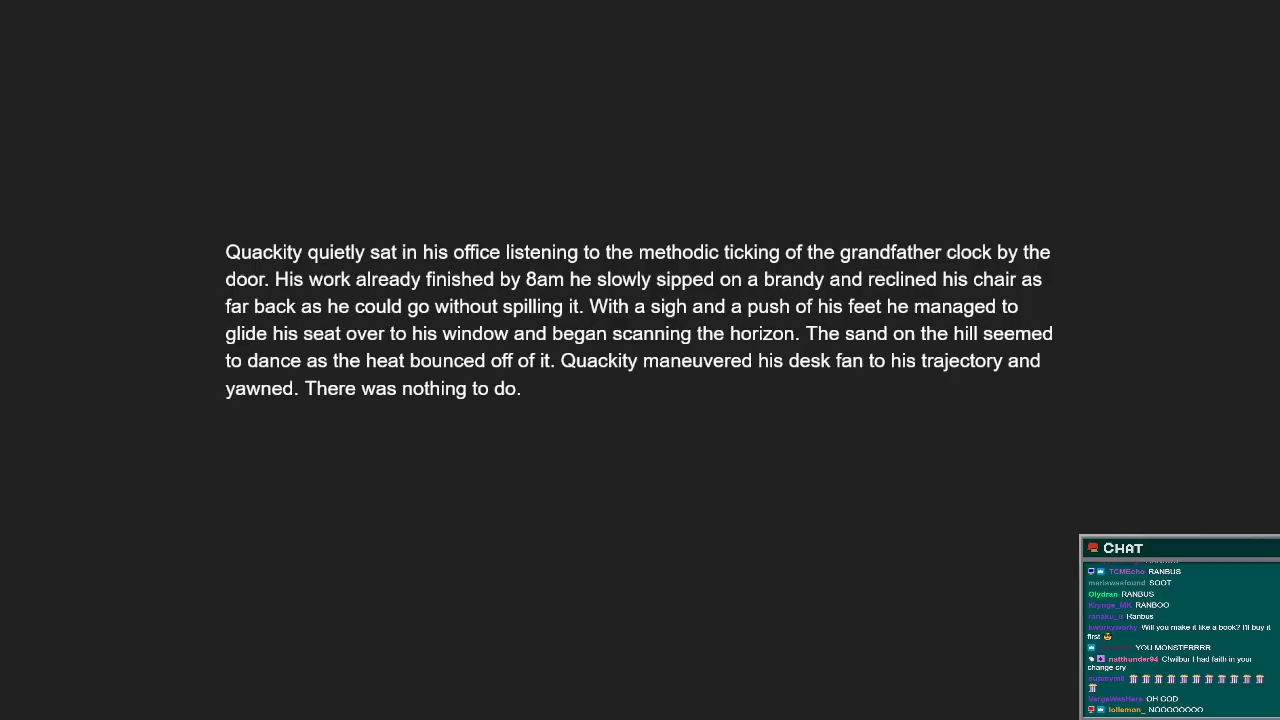 Quackity quietly sat in his office listening to the methodic ticking of the grandfather clock by the
door. His work already finished by 8am he slowly sipped on a brandy and reclined his chair as
far back as he could go without spilling it. With a sigh and a push of his feet he managed to
glide his seat over to his window and began scanning the horizon. The sand on the hill seemed
to dance as the heat bounced off of it. Quackity maneuvered his desk fan to his trajectory and
yawned. There was nothing to do.
CHAT
TCMEcho RANBUS
SOOT
Olydran RANBUS
Krynge_MK RANBOO
ranaku_u Ranbus
Will you make it like a book? I'll buy it
first
YOU MONSTERRRR
natthunder94 C!wilbur I had faith in your
change cry
VergeWasHere OH GOD
lollemon_ NOOOOOOOO